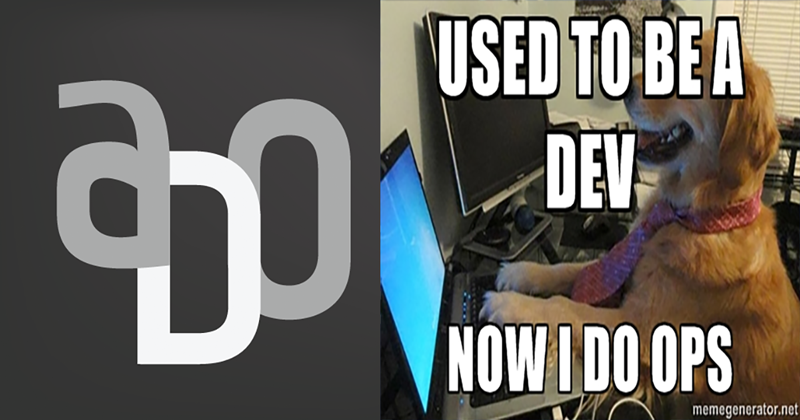 aDO
USED TO BE A
DEV
NOW I DO OPS
memegenerator.net